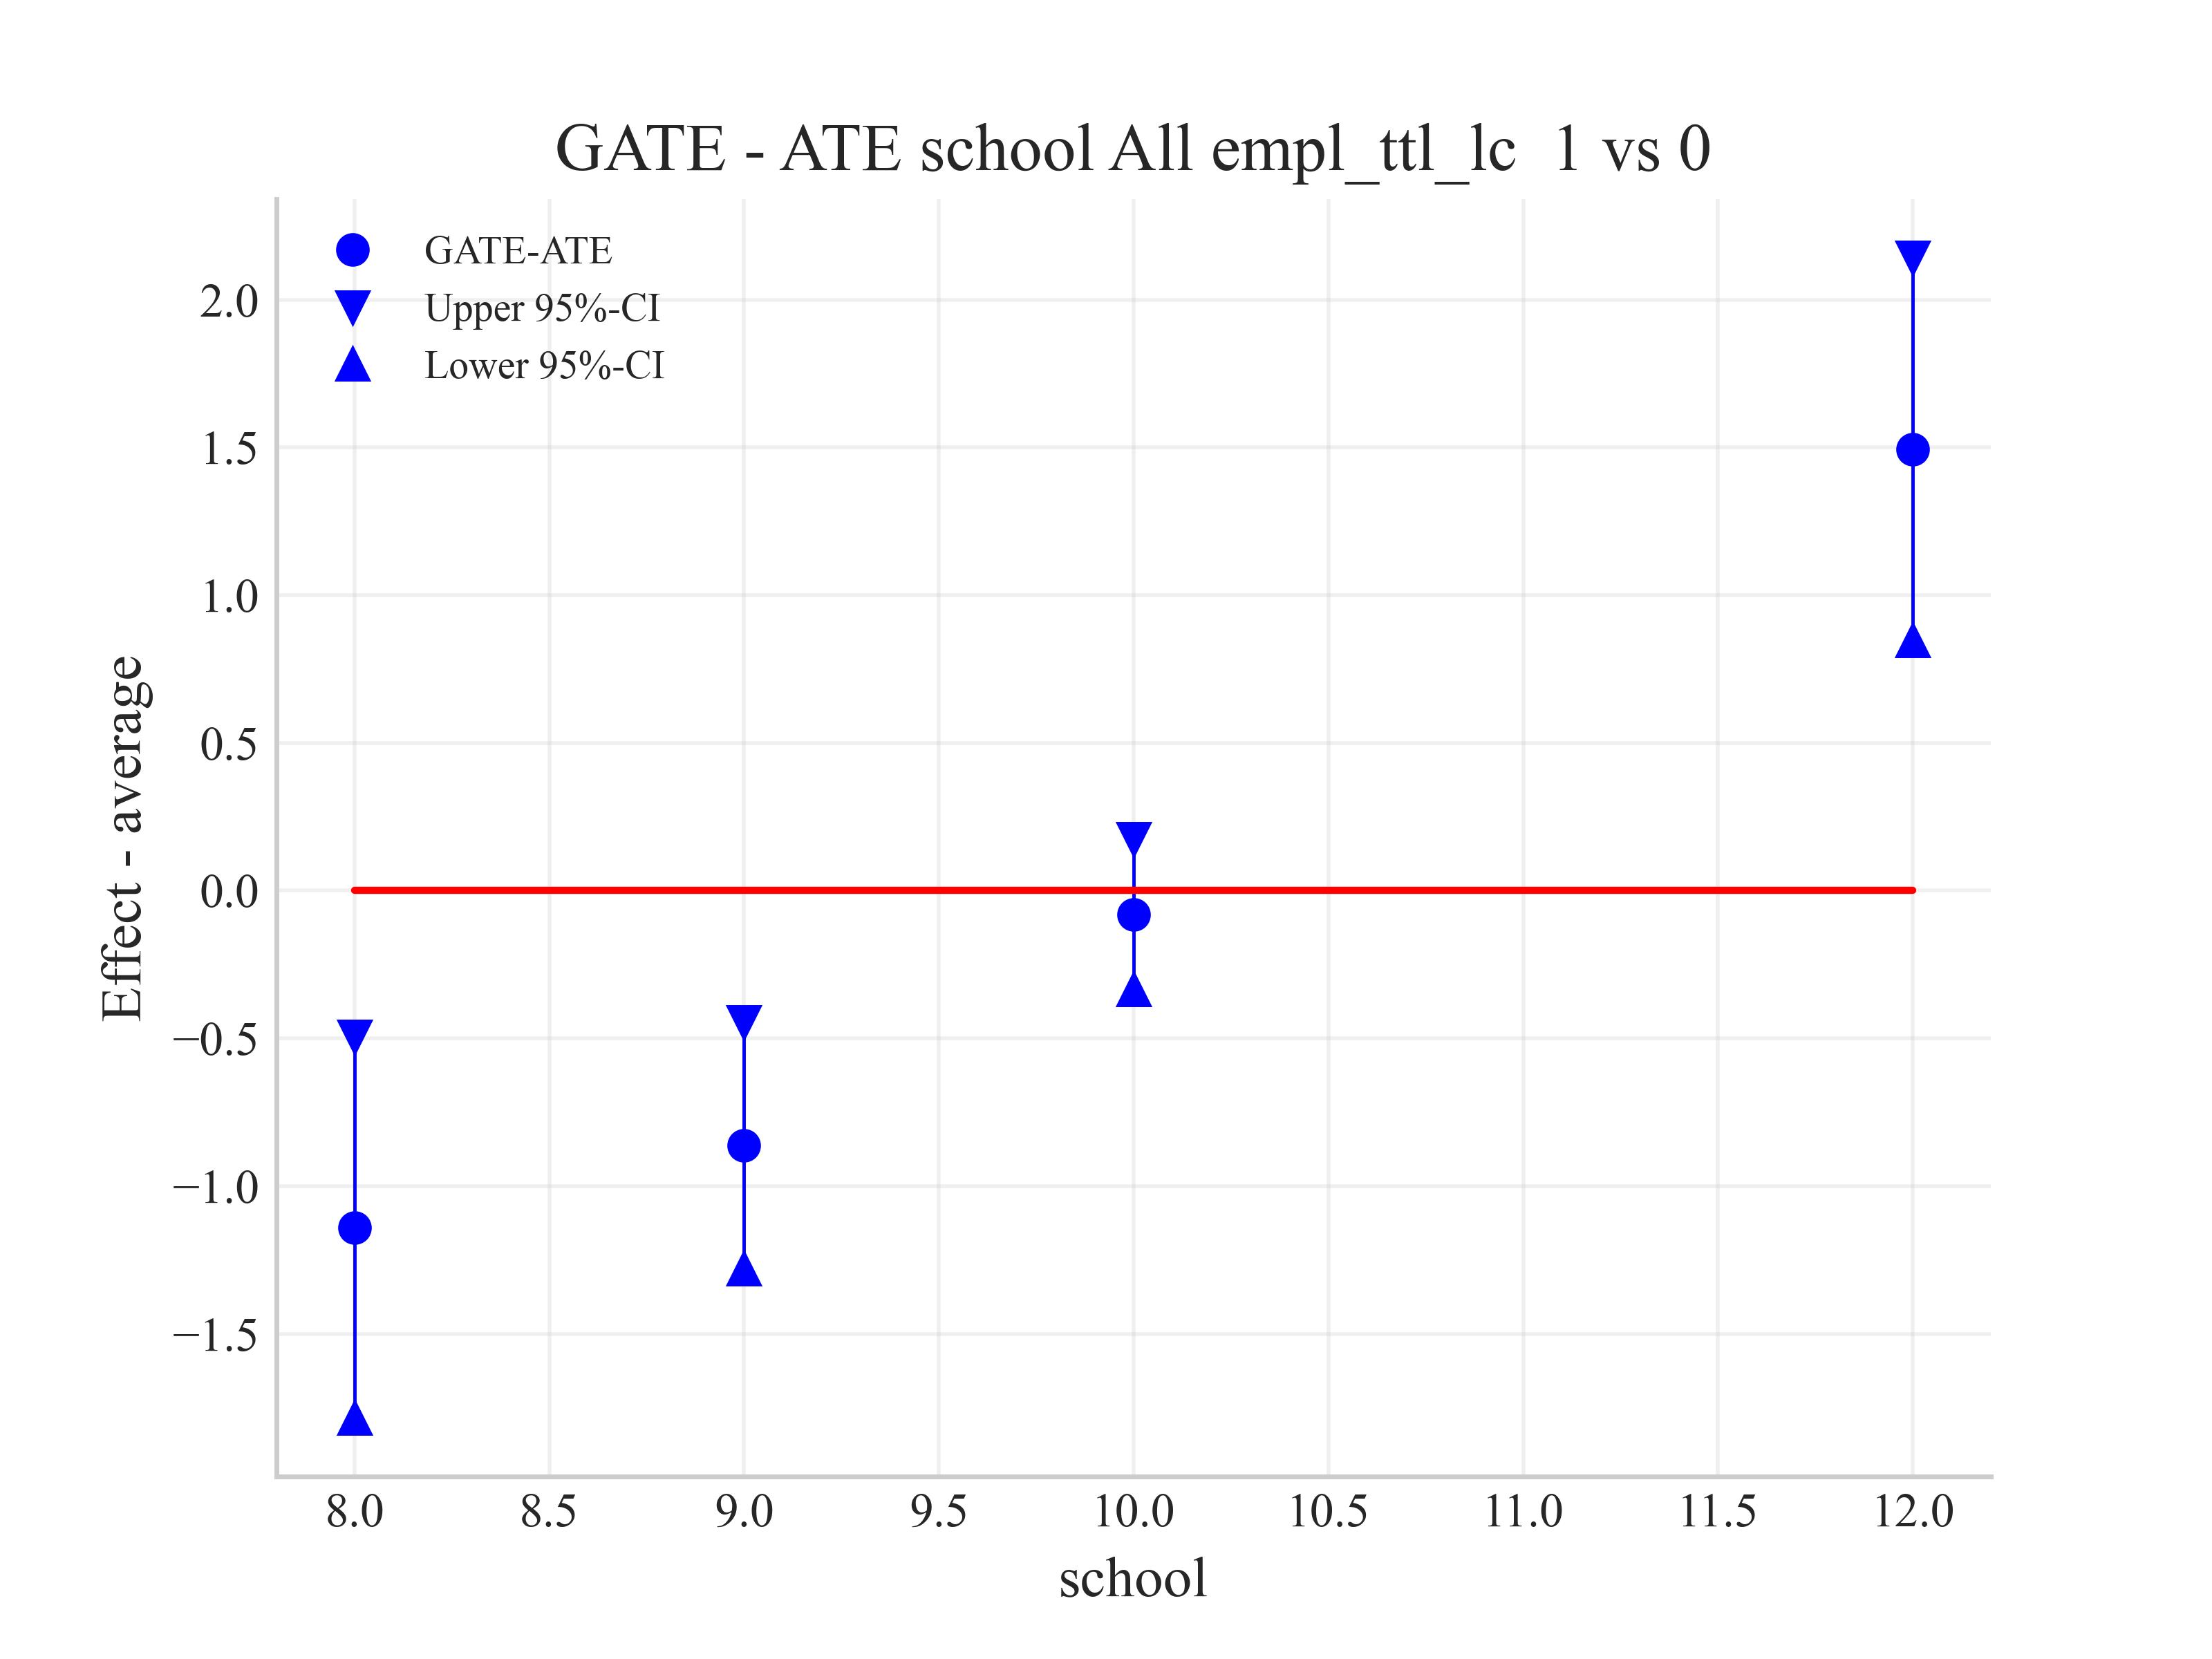 GATE - ATE school All empl_ttl_lc  1 vs 0
GATE-ATE
Upper 95%-CI
Lower 95%-CI
2.0
1.5
1.0
0.5
0.0
−0.5
−1.0
−1.5
Effect - average
8.0 8.5 9.0 9.5 10.0 10.5 11.0 11.5 12.0
school